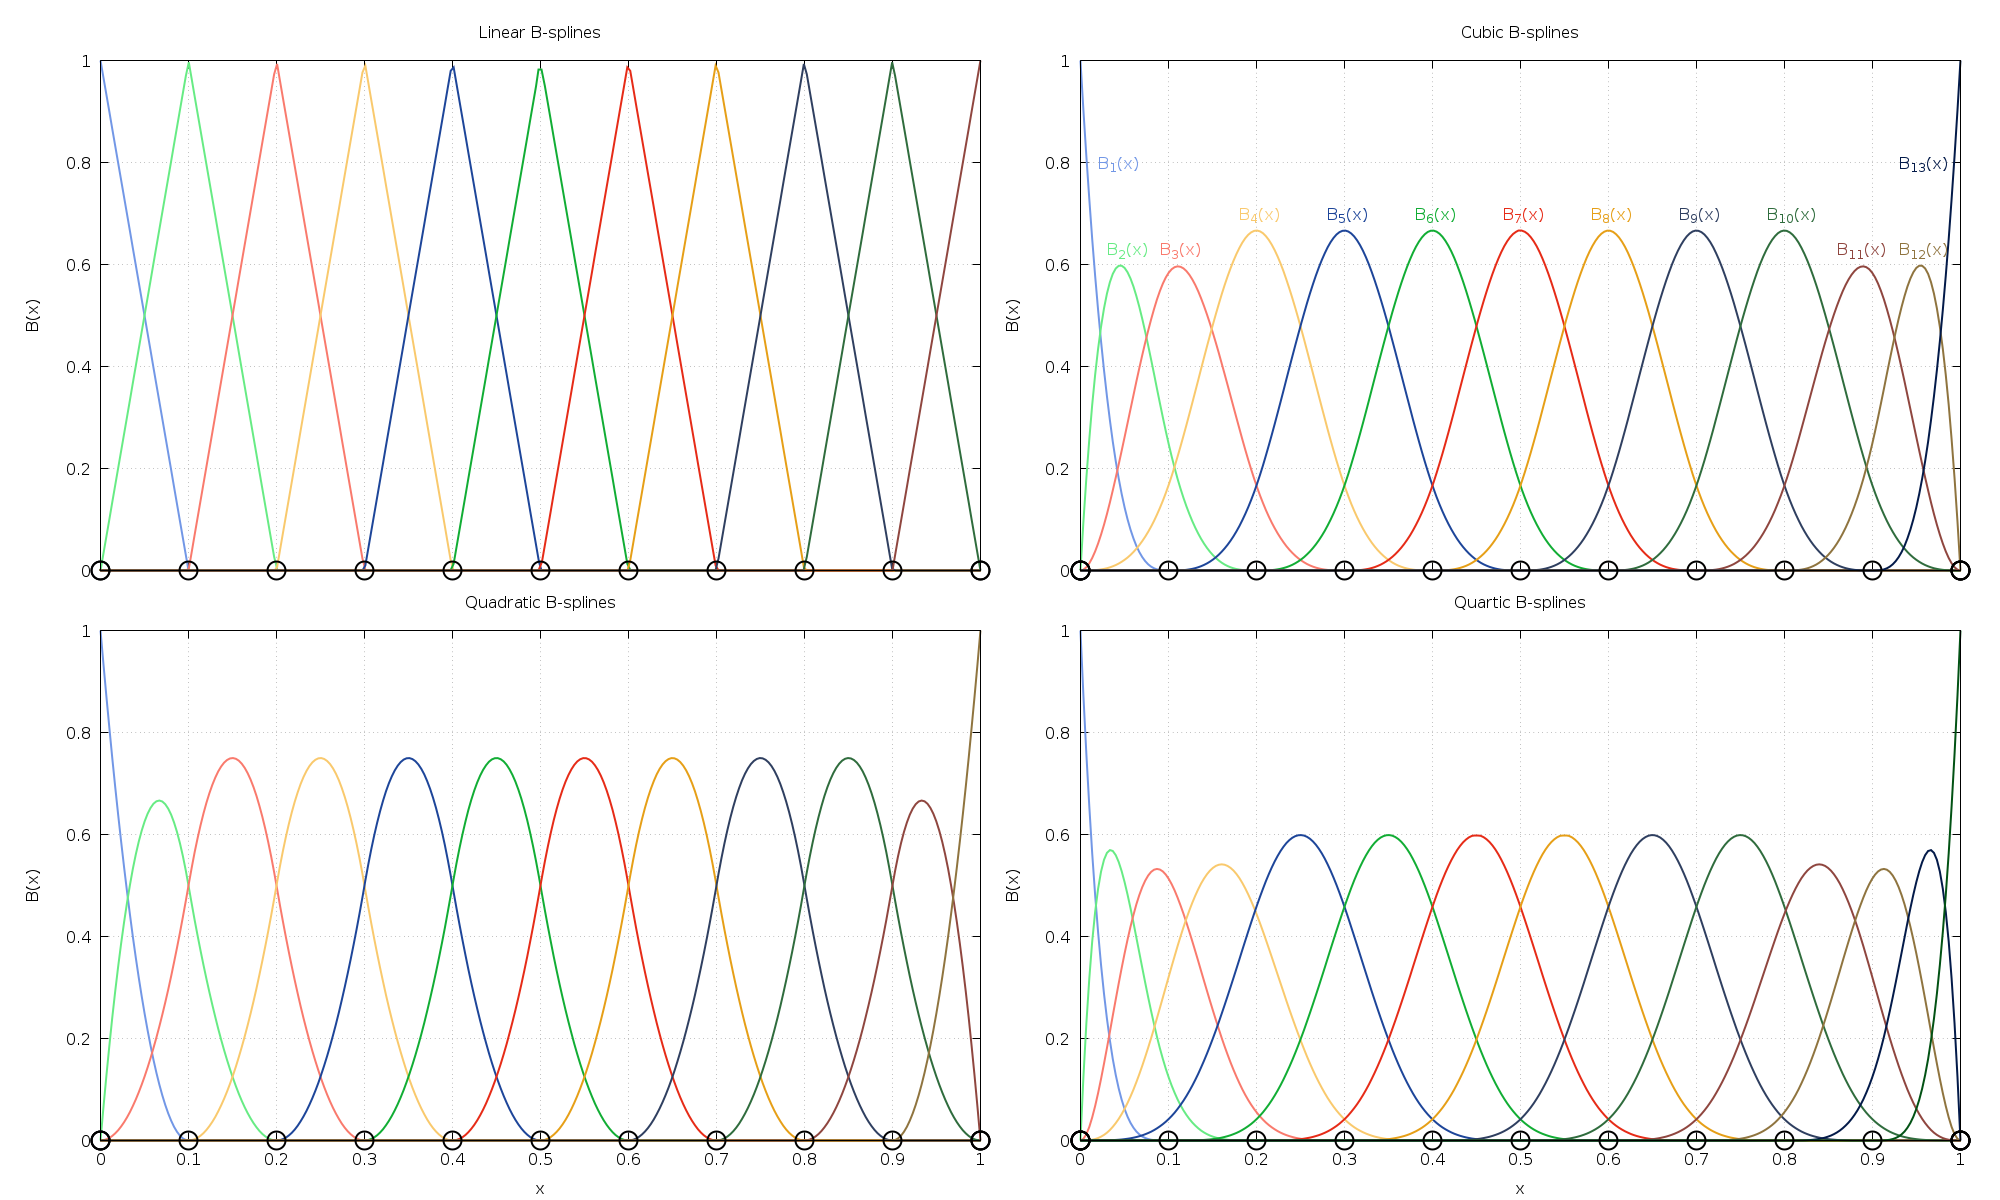 Linear B-splines
1
0.8
0.6
0.4
0.2
0
B(x)
Cubic B-splines
1
0.8
0.6
0.4
0.2
0
B(x)
B₁(x)
B₁₃(x)
B₄(x) B₅(x) B₆(x) B₇(x) B₈(x) B₉(x) B₁₀(x)
B₂(x) B₃(x) B₁₁(x) B₁₂(x)
Quadratic B-splines
1
0.8
0.6
0.4
0.2
0
B(x)
0 0.1 0.2 0.3 0.4 0.5 0.6 0.7 0.8 0.9 1
x
Quartic B-splines
1
0.8
0.6
0.4
0.2
0
B(x)
0 0.1 0.2 0.3 0.4 0.5 0.6 0.7 0.8 0.9 1
x